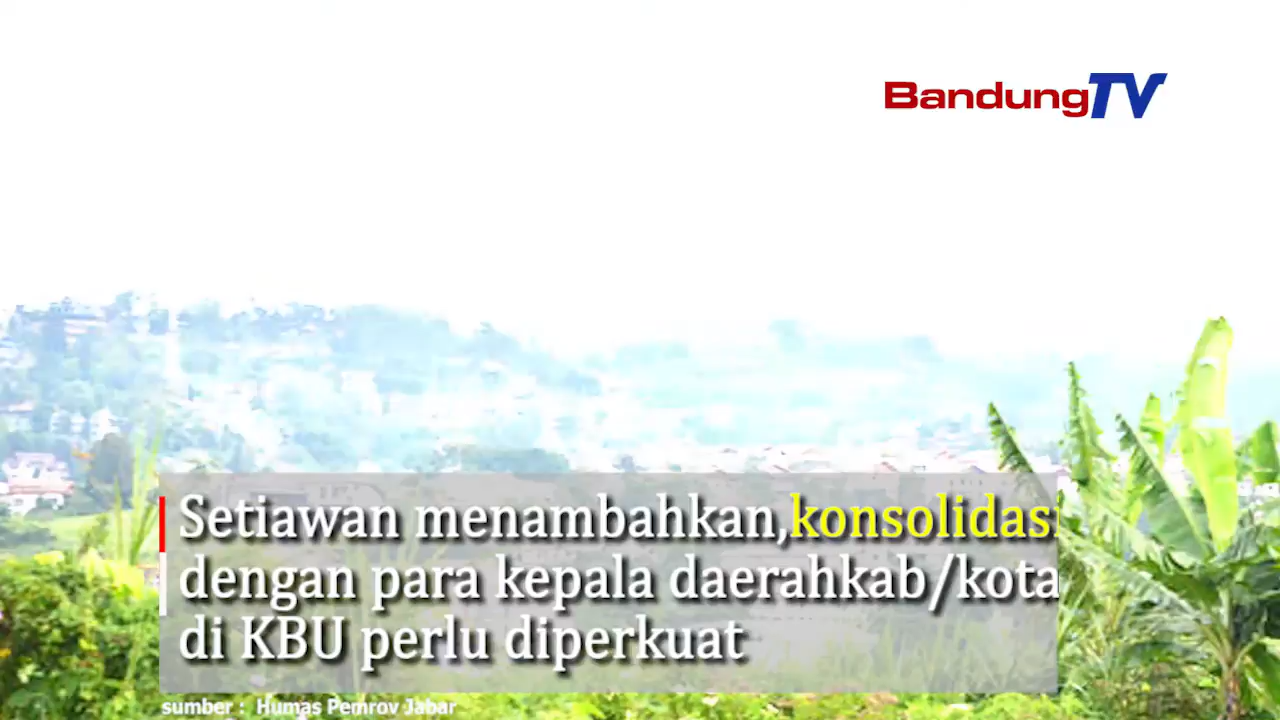 BandungTV
Setiawan menambahkan,konsolidasi
dengan para kepala daerahkab/kota
di KBU perlu diperkuat
sumber : Humas Pemrov Jabar